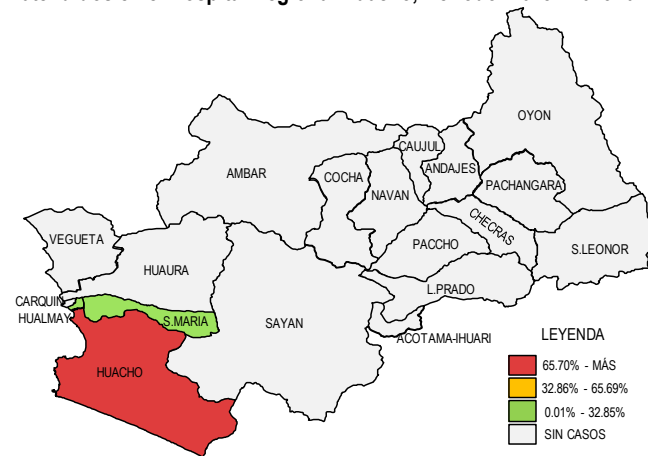 OYON
CAUJUL
ANDAJES
AMBAR
COCHA
NAVAN
PACHANGARA
CHECRAS
VEGUETA
PACCHO
S.LEONOR
HUAURA
L.PRADO
CARQUIN
HUALMAY
S.MARIA
SAYAN
ACOTAMA-IHUARI
HUACHO
LEYENDA
65.70% - MÁS
32.86% - 65.69%
0.01% - 32.85%
SIN CASOS